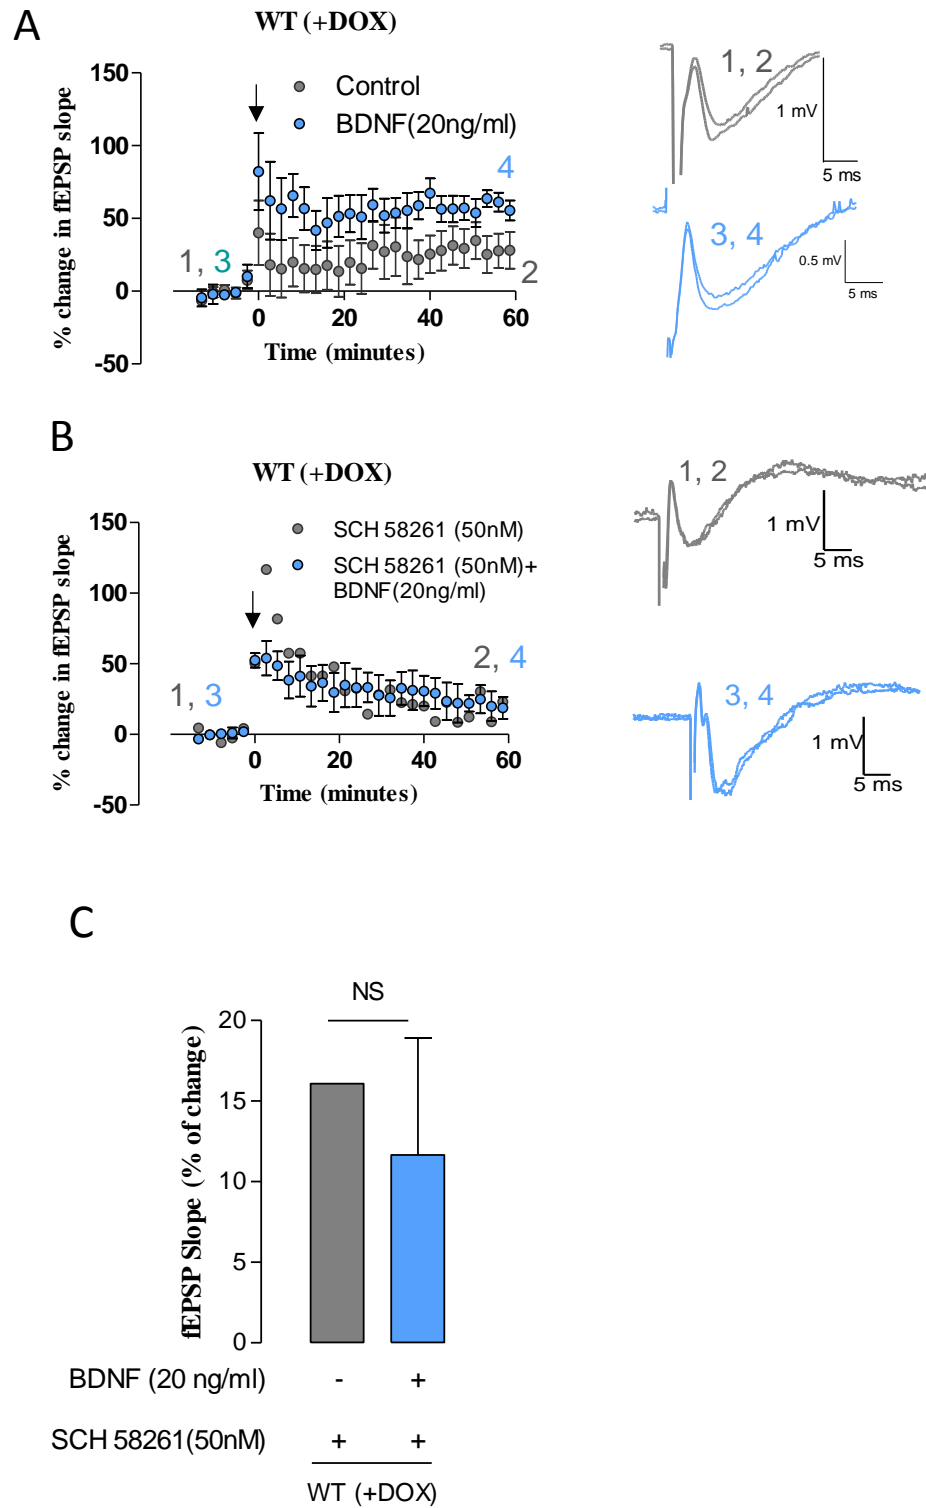 A
WT (+DOX)
% change in fEPSP slope
150
100
50
0
-50
Control
BDNF(20ng/ml)
4
1, 3
2
0
20
40
60
Time (minutes)
1, 2
1 mV
5 ms
3, 4
0.5 mV
5 ms
B
WT (+DOX)
% change in fEPSP slope
150
100
50
0
-50
SCH 58261 (50nM)
SCH 58261 (50nM)+
BDNF(20ng/ml)
1, 3
2, 4
0
20
40
60
Time (minutes)
1, 2
1 mV
5 ms
3, 4
1 mV
5 ms
C
NS
fEPSP Slope (% of change)
20
15
10
5
0
BDNF (20 ng/ml) - +
SCH 58261(50nM) + +
WT (+DOX)